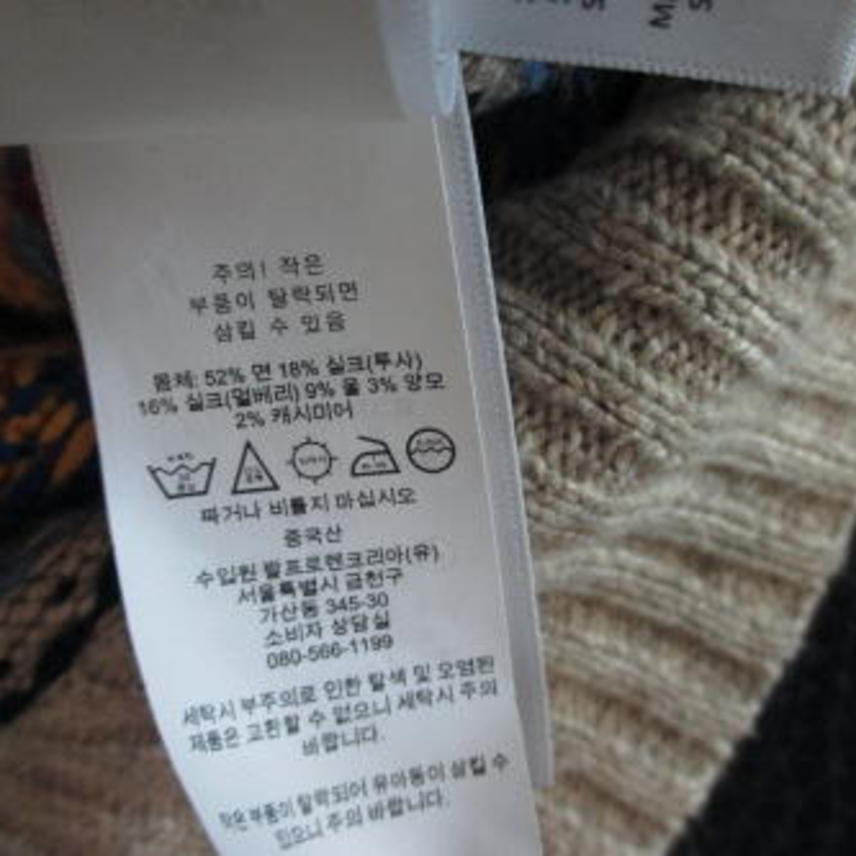 주의! 작은
부품이 탈락되면
삼킬 수 있음
몸체: 52% 면 18% 실크(투사)
16% 실크(멀베리) 9% 울 3% 양모
2% 캐시미어
짜거나 비틀지 마십시오
중국산
수입원 랄프로렌코리아(유)
서울특별시 금천구
가산동 345-30
소비자 상담실
080-566-1199
세탁시 부주의로 인한 탈색 및 오염된
제품은 교환할 수 없으니 세탁시 주의
바랍니다.
작은 부품이 탈락되어 유아동이 삼킬 수
있으니 주의 바랍니다.